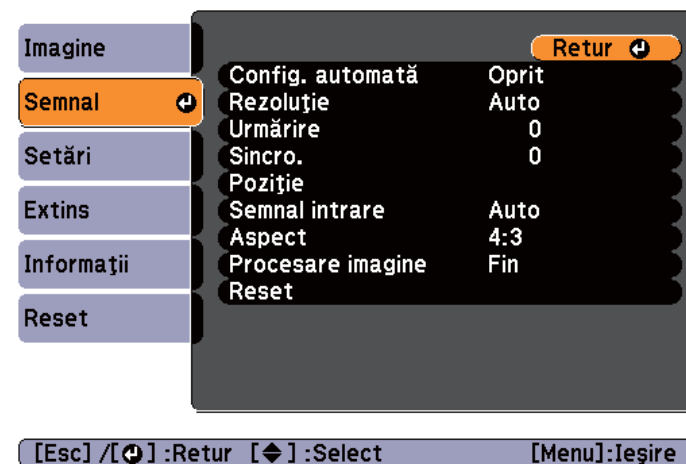 Imagine
Semnal
Setări
Extins
Informaţii
Reset
Retur
Config. automată Oprit
Rezoluţie Auto
Urmărire 0
Sincro. 0
Poziţie
Semnal intrare Auto
Aspect 4:3
Procesare imagine Fin
Reset
[Esc] /[⏎] :Retur [◆] :Select [Menu]:Ieşire